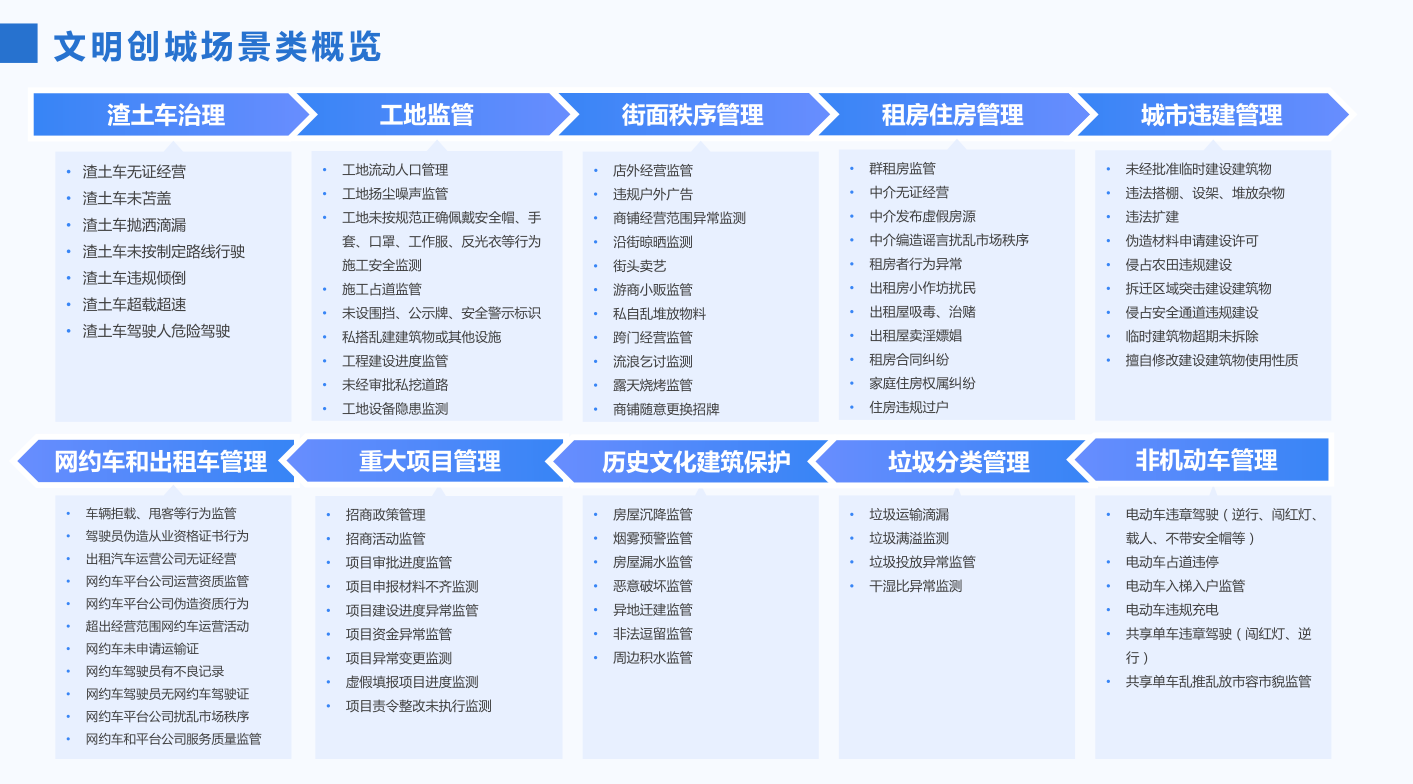 文明创城场景类概览
渣土车治理
渣土车无证经营
渣土车未苫盖
渣土车抛洒滴漏
渣土车未按制定路线行驶
渣土车违规倾倒
渣土车超载超速
渣土车驾驶人危险驾驶
工地监管
工地流动人口管理
工地扬尘噪声监管
工地未按规范正确佩戴安全帽、手
套、口罩、工作服、反光衣等行为
施工安全监测
施工占道监管
未设围挡、公示牌、安全警示标识
私搭乱建建筑物或其他设施
工程建设进度监管
未经审批私挖道路
工地设备隐患监测
街面秩序管理
店外经营监管
违规户外广告
商铺经营范围异常监测
沿街晾晒监测
街头卖艺
游商小贩监管
私自乱堆放物料
跨门经营监管
流浪乞讨监测
露天烧烤监管
商铺随意更换招牌
租房住房管理
群租房监管
中介无证经营
中介发布虚假房源
中介编造谣言扰乱市场秩序
租房者行为异常
出租房小作坊扰民
出租屋吸毒、治赌
出租屋卖淫嫖娼
租房合同纠纷
家庭住房权属纠纷
住房违规过户
城市违建管理
未经批准临时建设建筑物
违法搭棚、设架、堆放杂物
违法扩建
伪造材料申请建设许可
侵占农田违规建设
拆迁区域突击建设建筑物
侵占安全通道违规建设
临时建筑物超期未拆除
擅自修改建设建筑物使用性质
网约车和出租车管理
车辆拒载、甩客等行为监管
驾驶员伪造从业资格证书行为
出租汽车运营公司无证经营
网约车平台公司运营资质监管
网约车平台公司伪造资质行为
超出经营范围网约车运营活动
网约车未申请运输证
网约车驾驶员有不良记录
网约车驾驶员无网约车驾驶证
网约车平台公司扰乱市场秩序
网约车和平台公司服务质量监管
重大项目管理
招商政策管理
招商活动监管
项目审批进度监管
项目申报材料不齐监测
项目建设进度异常监管
项目资金异常监管
项目异常变更监测
虚假填报项目进度监测
项目责令整改未执行监测
历史文化建筑保护
房屋沉降监管
烟雾预警监管
房屋漏水监管
恶意破坏监管
异地迁建监管
非法逗留监管
周边积水监管
垃圾分类管理
垃圾运输滴漏
垃圾满溢监测
垃圾投放异常监管
干湿比异常监测
非机动车管理
电动车违章驾驶（逆行、闯红灯、
载人、不带安全帽等）
电动车占道违停
电动车入梯入户监管
电动车违规充电
共享单车违章驾驶（闯红灯、逆
行）
共享单车乱推乱放市容市貌监管